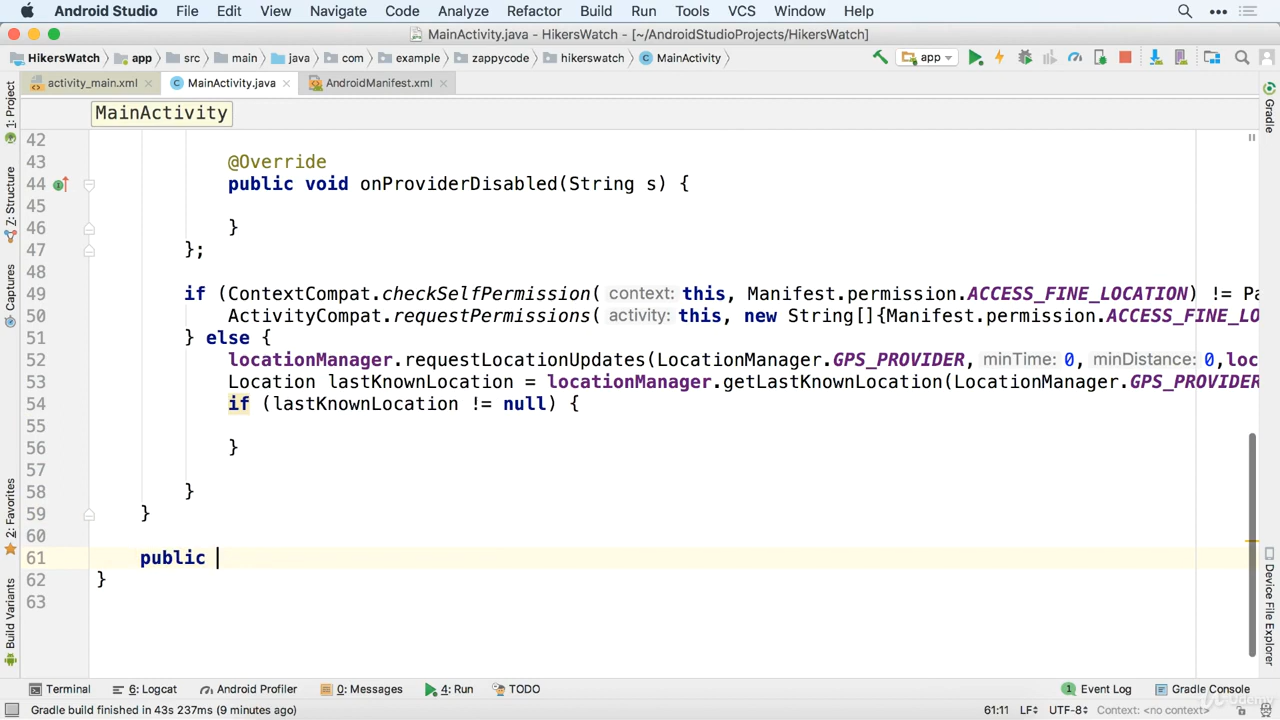 Android Studio File Edit View Navigate Code Analyze Refactor Build Run Tools VCS Window Help
MainActivity.java - HikersWatch - [~/AndroidStudioProjects/HikersWatch]
HikersWatch app src main java com example zappycode hikerswatch MainActivity app
activity_main.xml MainActivity.java AndroidManifest.xml
MainActivity
42
43 @Override
44 public void onProviderDisabled(String s) {
45
46 }
47 };
48
49 if (ContextCompat.checkSelfPermission( context: this, Manifest.permission.ACCESS_FINE_LOCATION) != Pa
50 ActivityCompat.requestPermissions( activity: this, new String[]{Manifest.permission.ACCESS_FINE_LO
51 } else {
52 locationManager.requestLocationUpdates(LocationManager.GPS_PROVIDER, minTime: 0, minDistance: 0,loc
53 Location lastKnownLocation = locationManager.getLastKnownLocation(LocationManager.GPS_PROVIDER
54 if (lastKnownLocation != null) {
55
56 }
57
58 }
59 }
60
61 public
62 }
63
1: Project
Z: Structure
Captures
2: Favorites
Build Variants
Gradle
Device File Explorer
Terminal 6: Logcat Android Profiler 0: Messages 4: Run TODO Event Log Gradle Console
Gradle build finished in 43s 237ms (9 minutes ago) 61:11 LF÷ UTF-8÷ Context: <no context>
Udemy